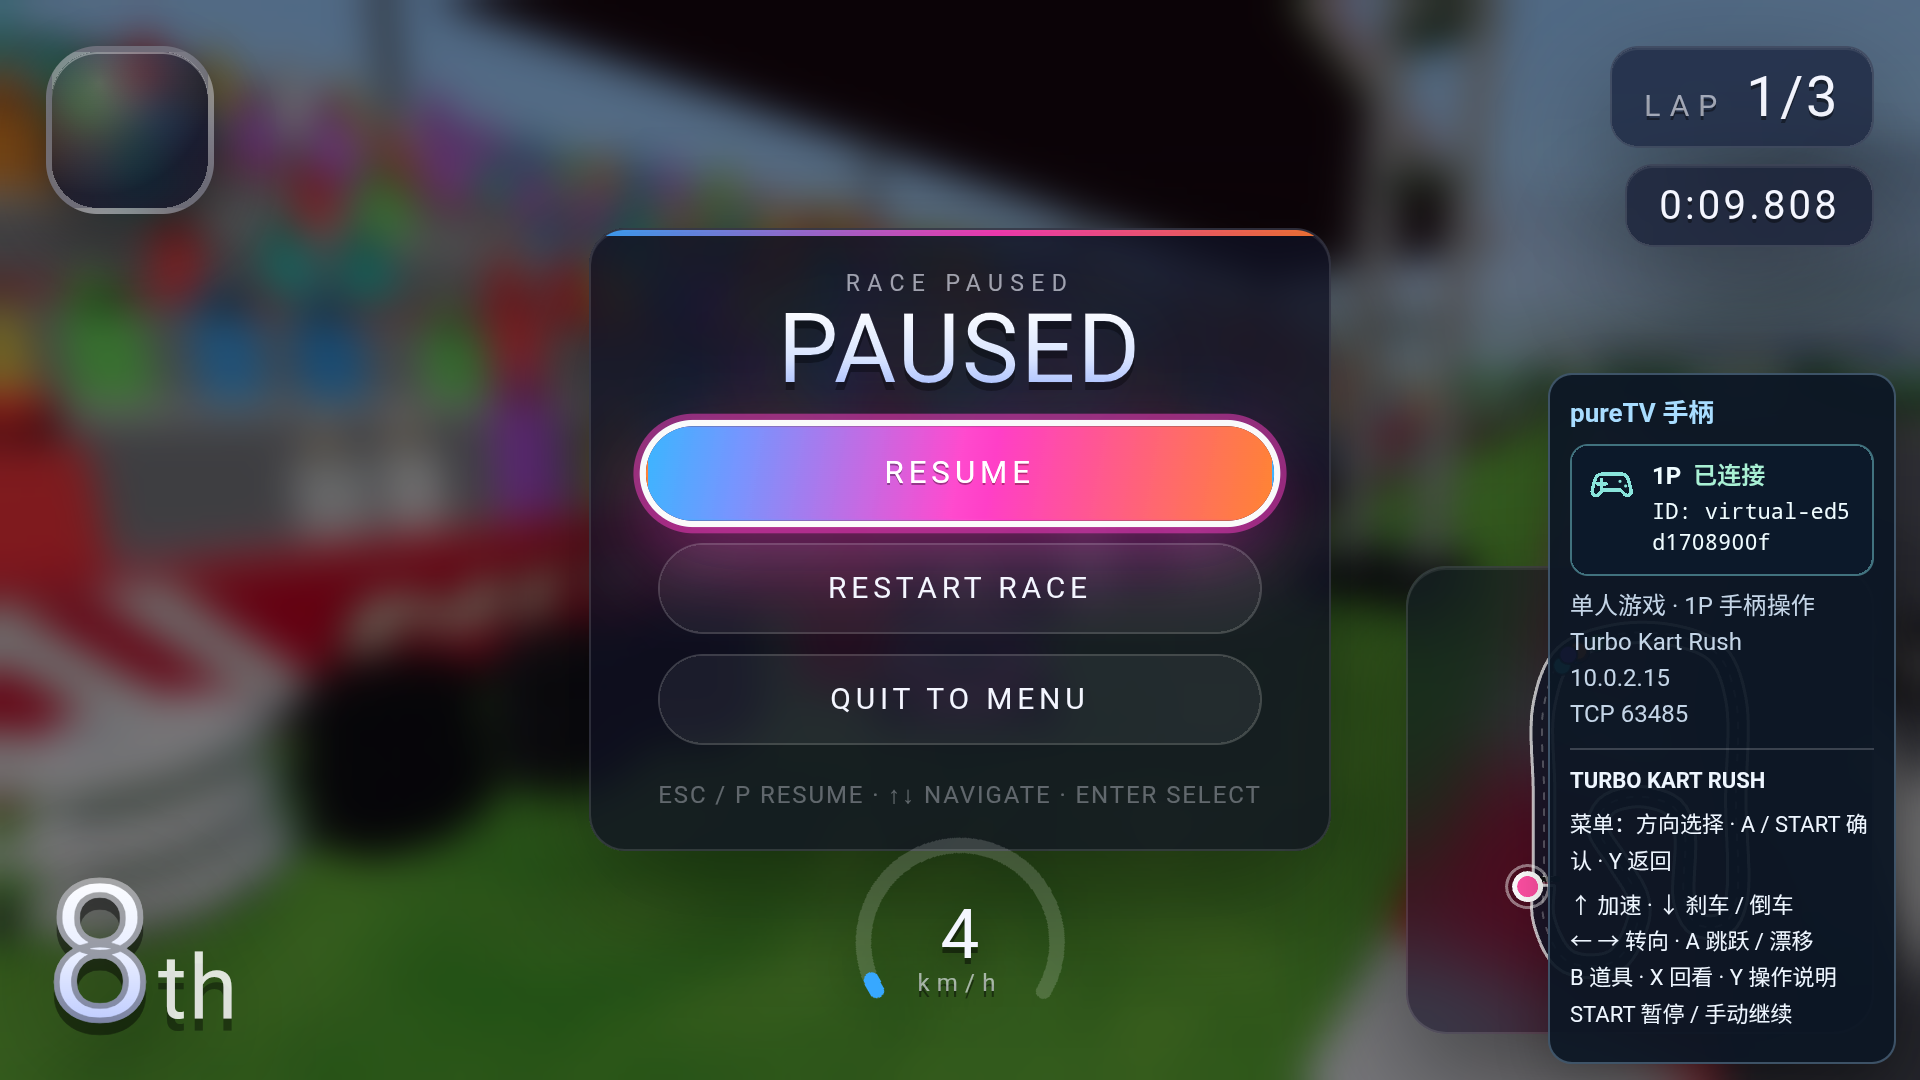 LAP 1/3
0:09.808
RACE PAUSED
PAUSED
RESUME
RESTART RACE
QUIT TO MENU
ESC / P RESUME · ↑↓ NAVIGATE · ENTER SELECT
8th
4
km/h
pureTV 手柄
1P 已连接
ID: virtual-ed5
d1708900f
单人游戏 · 1P 手柄操作
Turbo Kart Rush
10.0.2.15
TCP 63485
TURBO KART RUSH
菜单：方向选择 · A / START 确
认 · Y 返回
↑ 加速 · ↓ 刹车 / 倒车
←→ 转向 · A 跳跃 / 漂移
B 道具 · X 回看 · Y 操作说明
START 暂停 / 手动继续